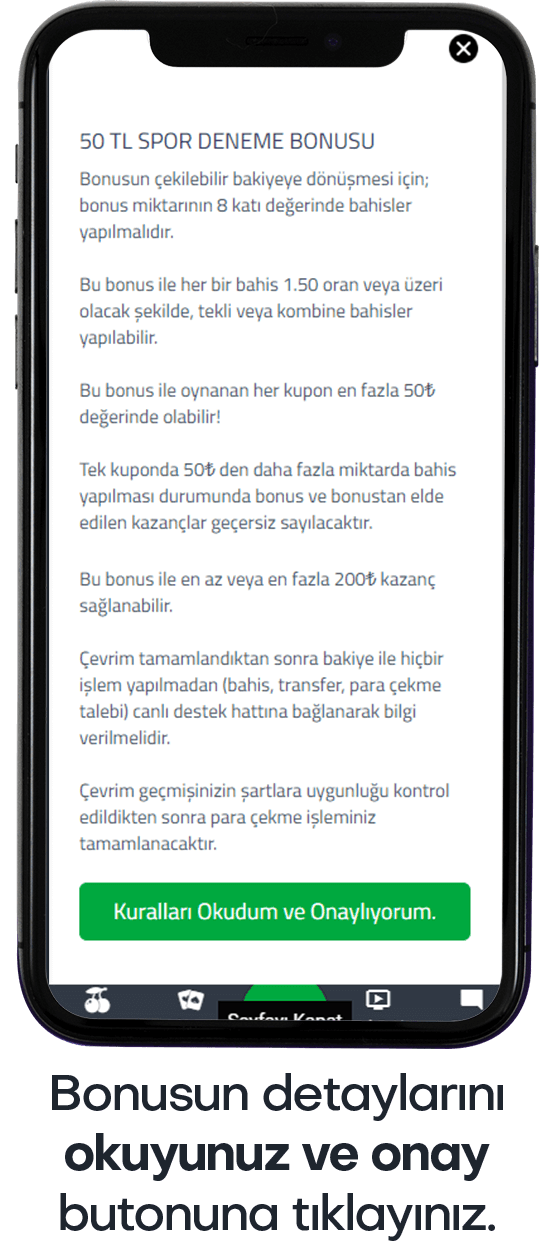 50 TL SPOR DENEME BONUSU
Bonusun çekilebilir bakiyeye dönüşmesi için;
bonus miktarının 8 katı değerinde bahisler
yapılmalıdır.
Bu bonus ile her bir bahis 1.50 oran veya üzeri
olacak şekilde, tekli veya kombine bahisler
yapılabilir.
Bu bonus ile oynanan her kupon en fazla 50₺
değerinde olabilir!
Tek kuponda 50₺ den daha fazla miktarda bahis
yapılması durumunda bonus ve bonustan elde
edilen kazançlar geçersiz sayılacaktır.
Bu bonus ile en az veya en fazla 200₺ kazanç
sağlanabilir.
Çevrim tamamlandıktan sonra bakiye ile hiçbir
işlem yapılmadan (bahis, transfer, para çekme
talebi) canlı destek hattına bağlanarak bilgi
verilmelidir.
Çevrim geçmişinizin şartlara uygunluğu kontrol
edildikten sonra para çekme işleminiz
tamamlanacaktır.
Kuralları Okudum ve Onaylıyorum.
Sayfayı Kapat
Bonusun detaylarını
okuyunuz ve onay
butonuna tıklayınız.